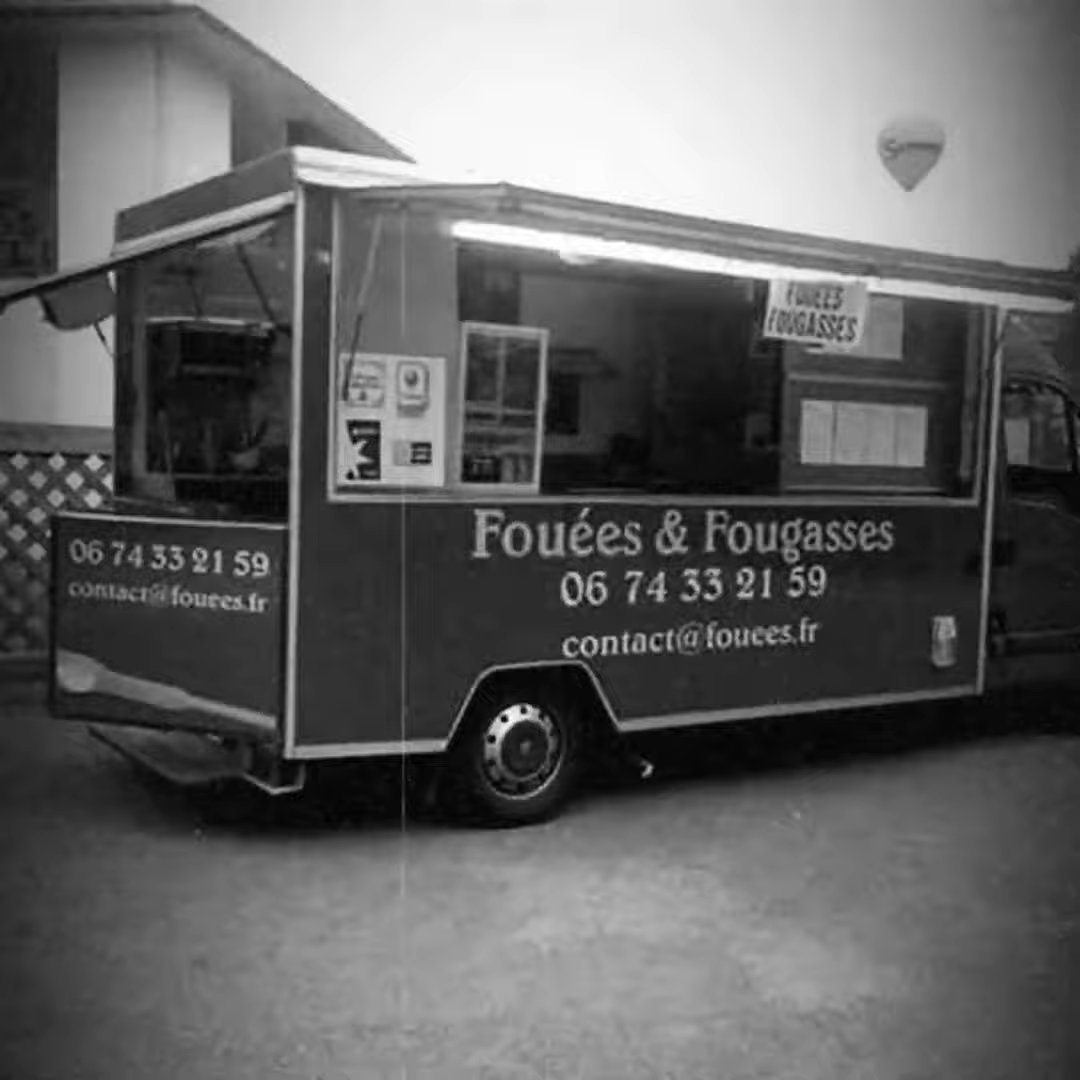 FOUÉES
FOUGASSES
Fouées & Fougasses
06 74 33 21 59
contact@fouees.fr
06 74 33 21 59
contact@fouees.fr